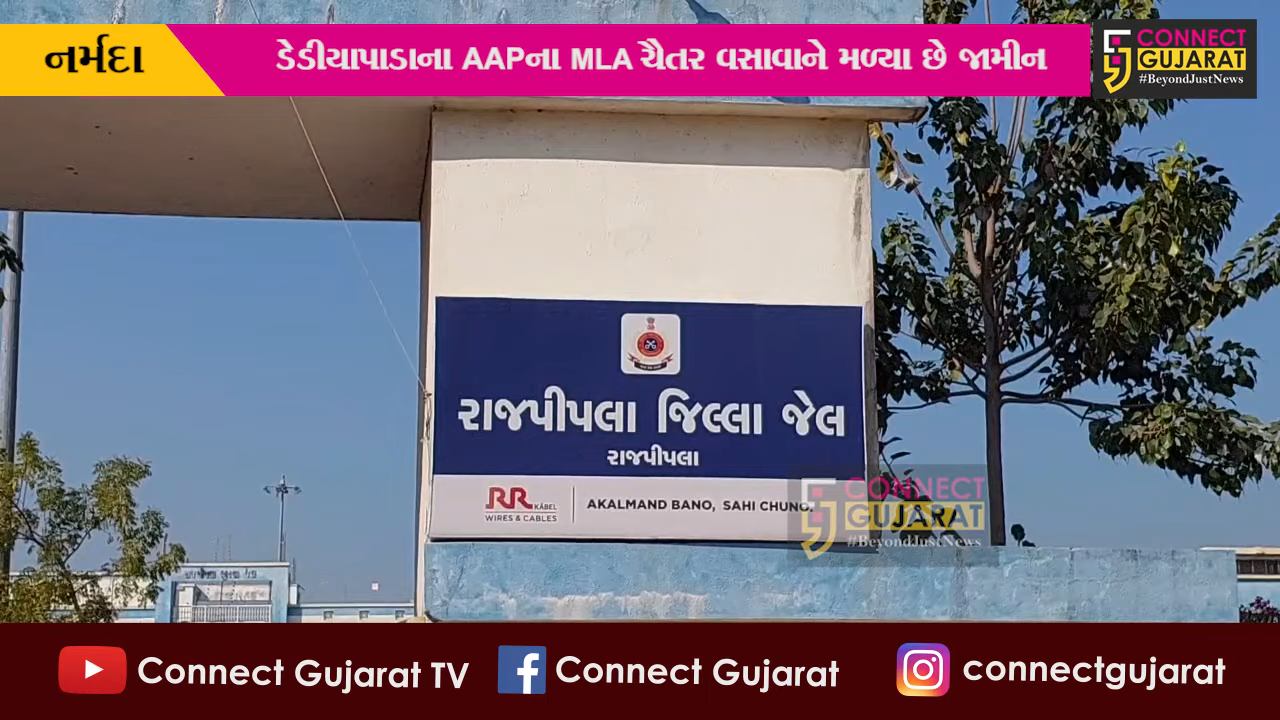 નર્મદા
ડેડીયાપાડાના AAPના MLA ચૈતર વસાવાને મળ્યા છે જામીન
CONNECT
GUJARAT
#BeyondJustNews
રાજપીપલા જિલ્લા જેલ
રાજપીપલા
RR KABEL
WIRES & CABLES
AKALMAND BANO, SAHI CHUNO.
CONNECT
GUJARAT
#BeyondJustNews
Connect Gujarat TV
Connect Gujarat
connectgujarat